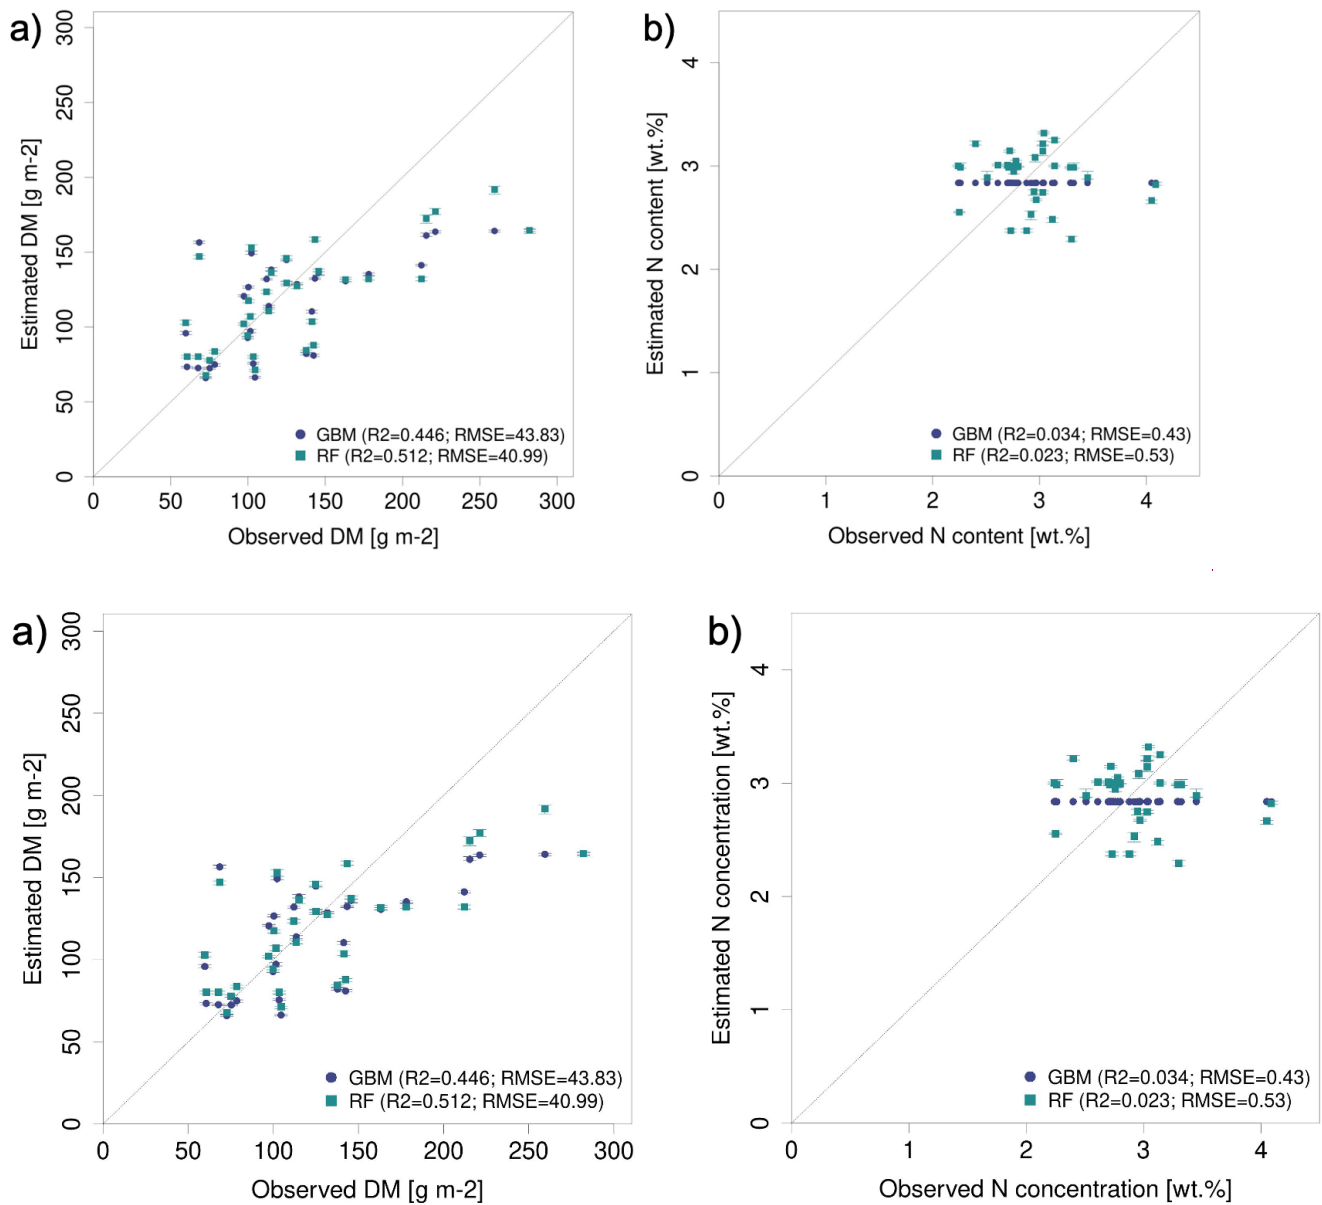 a)
300
250
200
150
100
50
0
Estimated DM [g m-2]
GBM (R2=0.446; RMSE=43.83)
RF (R2=0.512; RMSE=40.99)
0 50 100 150 200 250 300
Observed DM [g m-2]
b)
4
3
2
1
0
Estimated N content [wt.%]
GBM (R2=0.034; RMSE=0.43)
RF (R2=0.023; RMSE=0.53)
0 1 2 3 4
Observed N content [wt.%]
a)
300
250
200
150
100
50
0
Estimated DM [g m-2]
GBM (R2=0.446; RMSE=43.83)
RF (R2=0.512; RMSE=40.99)
0 50 100 150 200 250 300
Observed DM [g m-2]
b)
4
3
2
1
0
Estimated N concentration [wt.%]
GBM (R2=0.034; RMSE=0.43)
RF (R2=0.023; RMSE=0.53)
0 1 2 3 4
Observed N concentration [wt.%]